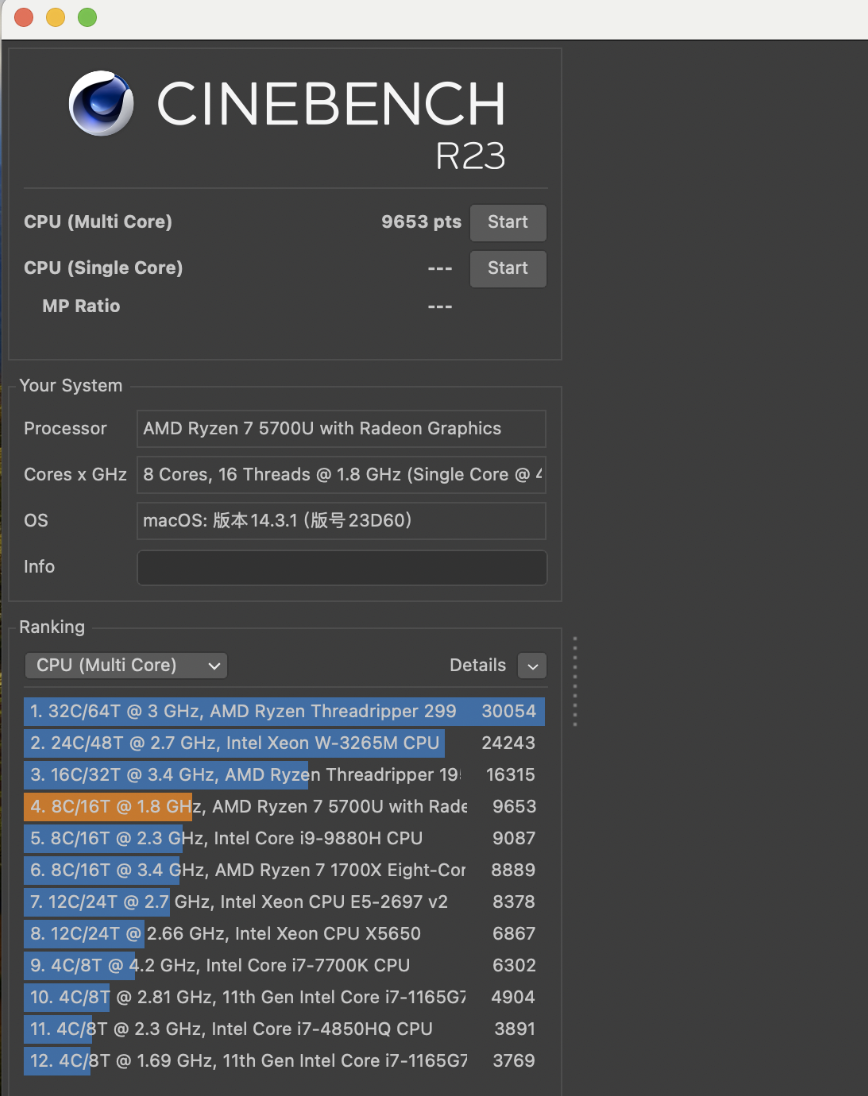 CINEBENCH
R23
CPU (Multi Core) 9653 pts Start
CPU (Single Core) --- Start
MP Ratio ---
Your System
Processor AMD Ryzen 7 5700U with Radeon Graphics
Cores x GHz 8 Cores, 16 Threads @ 1.8 GHz (Single Core @ 4
OS macOS: 版本14.3.1 (版号23D60)
Info
Ranking
CPU (Multi Core) Details
1. 32C/64T @ 3 GHz, AMD Ryzen Threadripper 299 30054
2. 24C/48T @ 2.7 GHz, Intel Xeon W-3265M CPU 24243
3. 16C/32T @ 3.4 GHz, AMD Ryzen Threadripper 19 16315
4. 8C/16T @ 1.8 GHz, AMD Ryzen 7 5700U with Rade 9653
5. 8C/16T @ 2.3 GHz, Intel Core i9-9880H CPU 9087
6. 8C/16T @ 3.4 GHz, AMD Ryzen 7 1700X Eight-Cor 8889
7. 12C/24T @ 2.7 GHz, Intel Xeon CPU E5-2697 v2 8378
8. 12C/24T @ 2.66 GHz, Intel Xeon CPU X5650 6867
9. 4C/8T @ 4.2 GHz, Intel Core i7-7700K CPU 6302
10. 4C/8T @ 2.81 GHz, 11th Gen Intel Core i7-1165G7 4904
11. 4C/8T @ 2.3 GHz, Intel Core i7-4850HQ CPU 3891
12. 4C/8T @ 1.69 GHz, 11th Gen Intel Core i7-1165G7 3769